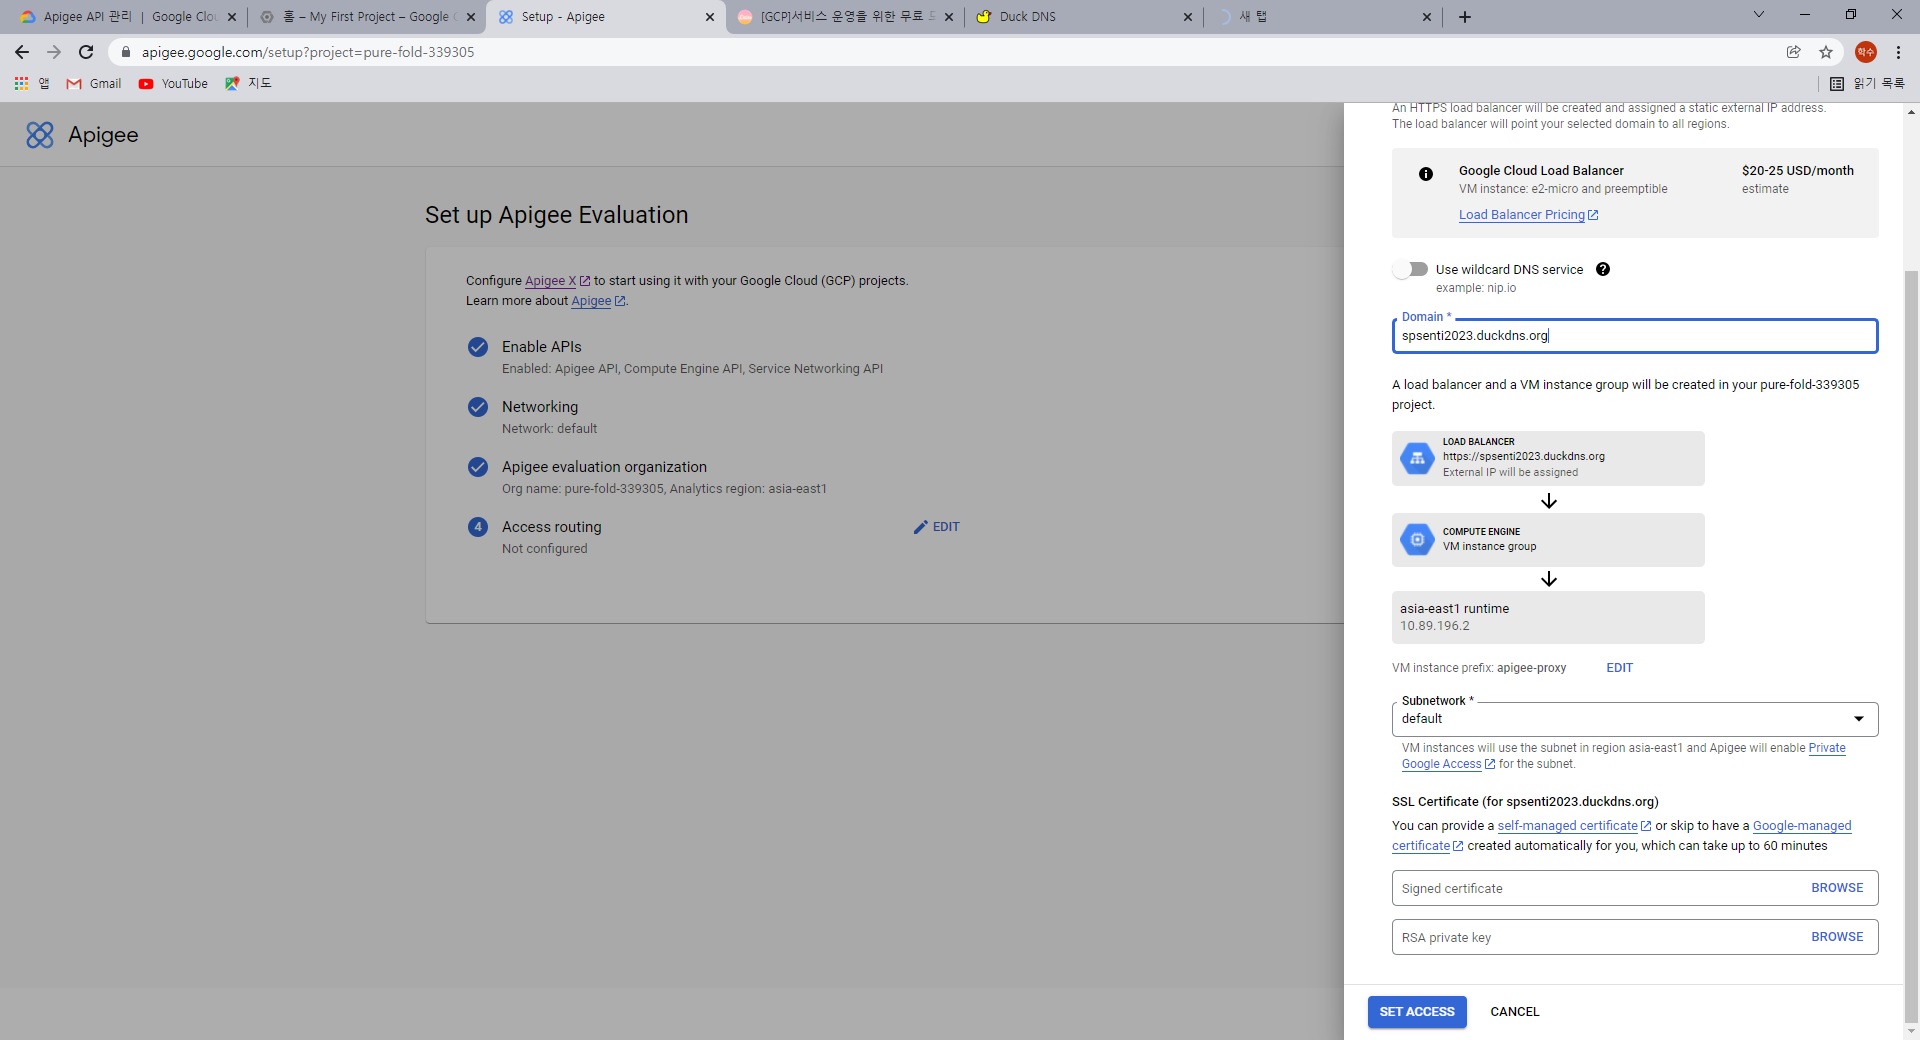 Apigee API 관리 | Google Clou
홈 – My First Project – Google C
Setup - Apigee
[GCP]서비스 운영을 위한 무료 도
Duck DNS
새 탭
apigee.google.com/setup?project=pure-fold-339305
학수
앱
Gmail
YouTube
지도
읽기 목록
Apigee
Set up Apigee Evaluation
Configure Apigee X to start using it with your Google Cloud (GCP) projects.
Learn more about Apigee.
Enable APIs
Enabled: Apigee API, Compute Engine API, Service Networking API
Networking
Network: default
Apigee evaluation organization
Org name: pure-fold-339305, Analytics region: asia-east1
4 Access routing
EDIT
Not configured
An HTTPS load balancer will be created and assigned a static external IP address.
The load balancer will point your selected domain to all regions.
Google Cloud Load Balancer
$20-25 USD/month
VM instance: e2-micro and preemptible
estimate
Load Balancer Pricing
Use wildcard DNS service
example: nip.io
Domain *
spsenti2023.duckdns.org
A load balancer and a VM instance group will be created in your pure-fold-339305
project.
LOAD BALANCER
https://spsenti2023.duckdns.org
External IP will be assigned
COMPUTE ENGINE
VM instance group
asia-east1 runtime
10.89.196.2
VM instance prefix: apigee-proxy
EDIT
Subnetwork *
default
VM instances will use the subnet in region asia-east1 and Apigee will enable Private
Google Access for the subnet.
SSL Certificate (for spsenti2023.duckdns.org)
You can provide a self-managed certificate or skip to have a Google-managed
certificate created automatically for you, which can take up to 60 minutes
Signed certificate
BROWSE
RSA private key
BROWSE
SET ACCESS
CANCEL